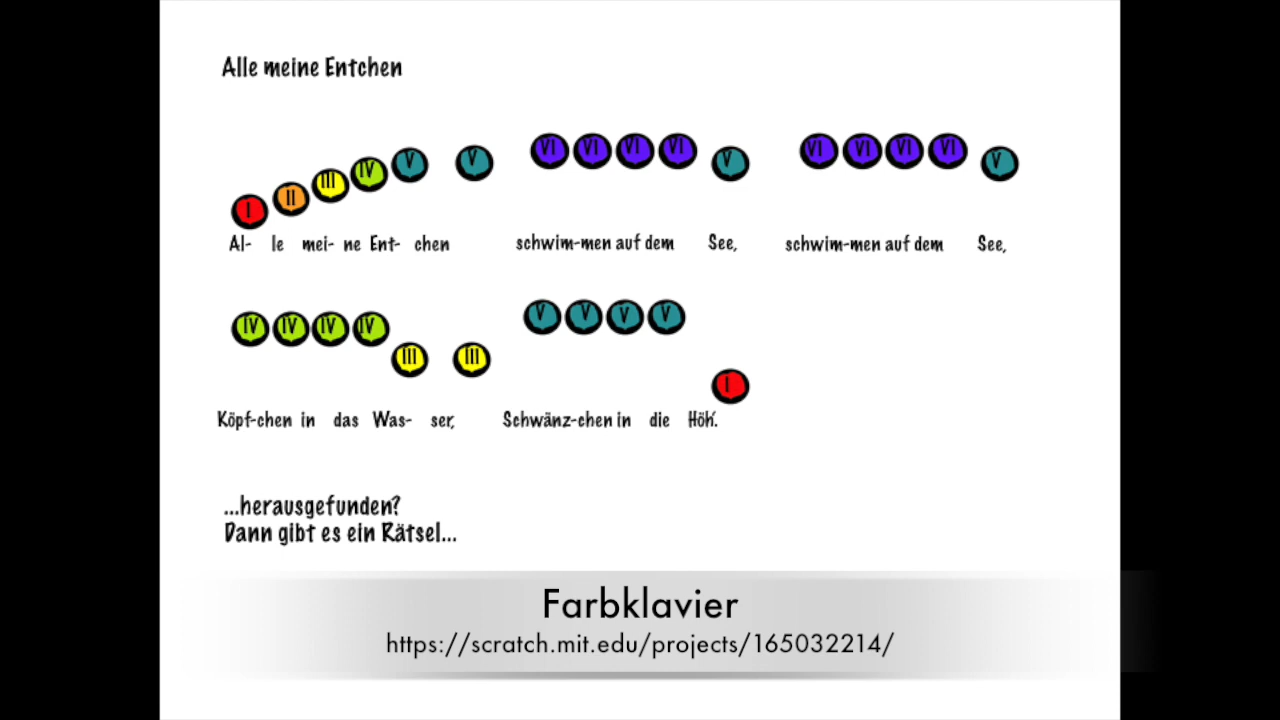 Alle meine Entchen
I II III IV V V VI VI VI VI V VI VI VI VI V
Al- le mei- ne Ent- chen schwim-men auf dem See, schwim-men auf dem See,
IV IV IV IV III III V V V V I
Köpf-chen in das Was- ser, Schwänz-chen in die Höh'.
...herausgefunden?
Dann gibt es ein Rätsel...
Farbklavier
https://scratch.mit.edu/projects/165032214/